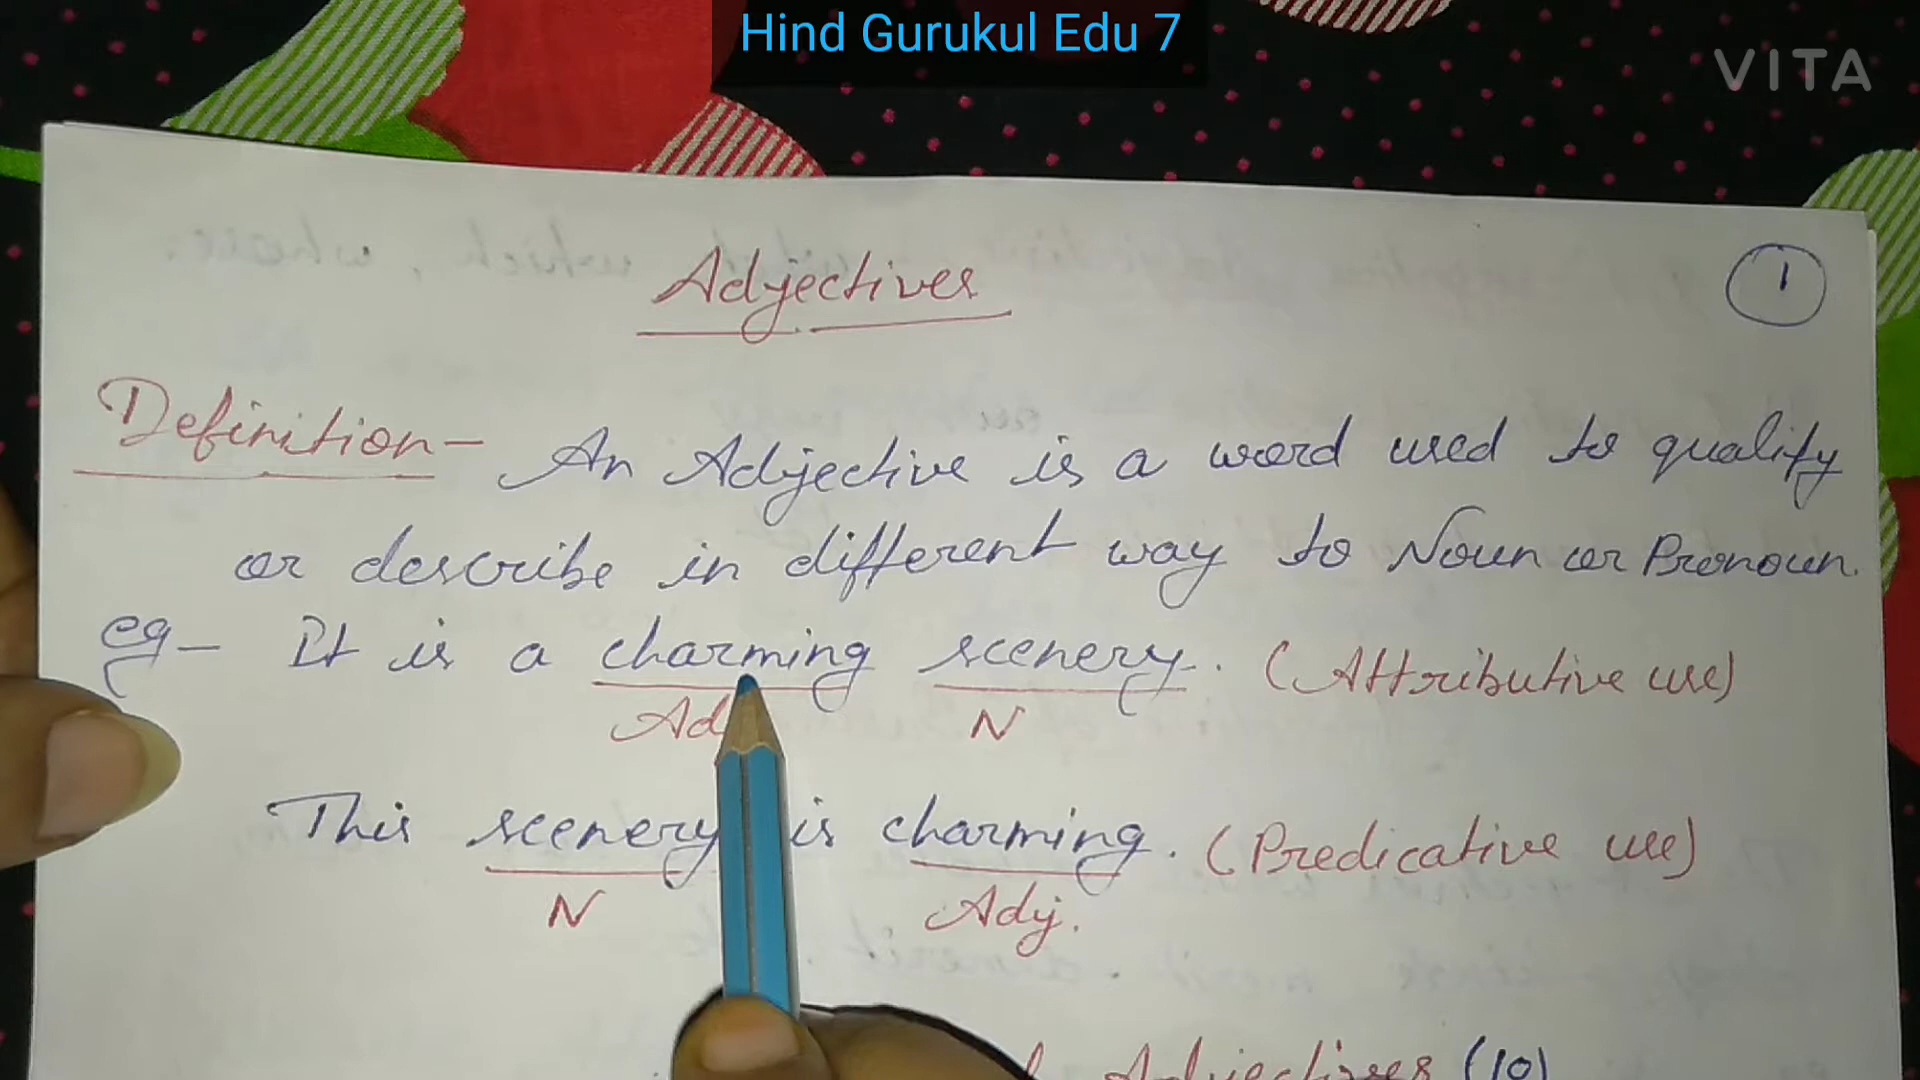 Hind Gurukul Edu 7
VITA
Adjectives
1
Definition- An Adjective is a word used to qualify
or describe in different way to Noun or Pronoun.
eg- It is a charming scenery. (Attributive use)
N
This scenery is charming. (Predicative use)
N Adj.
Adjectives (10)